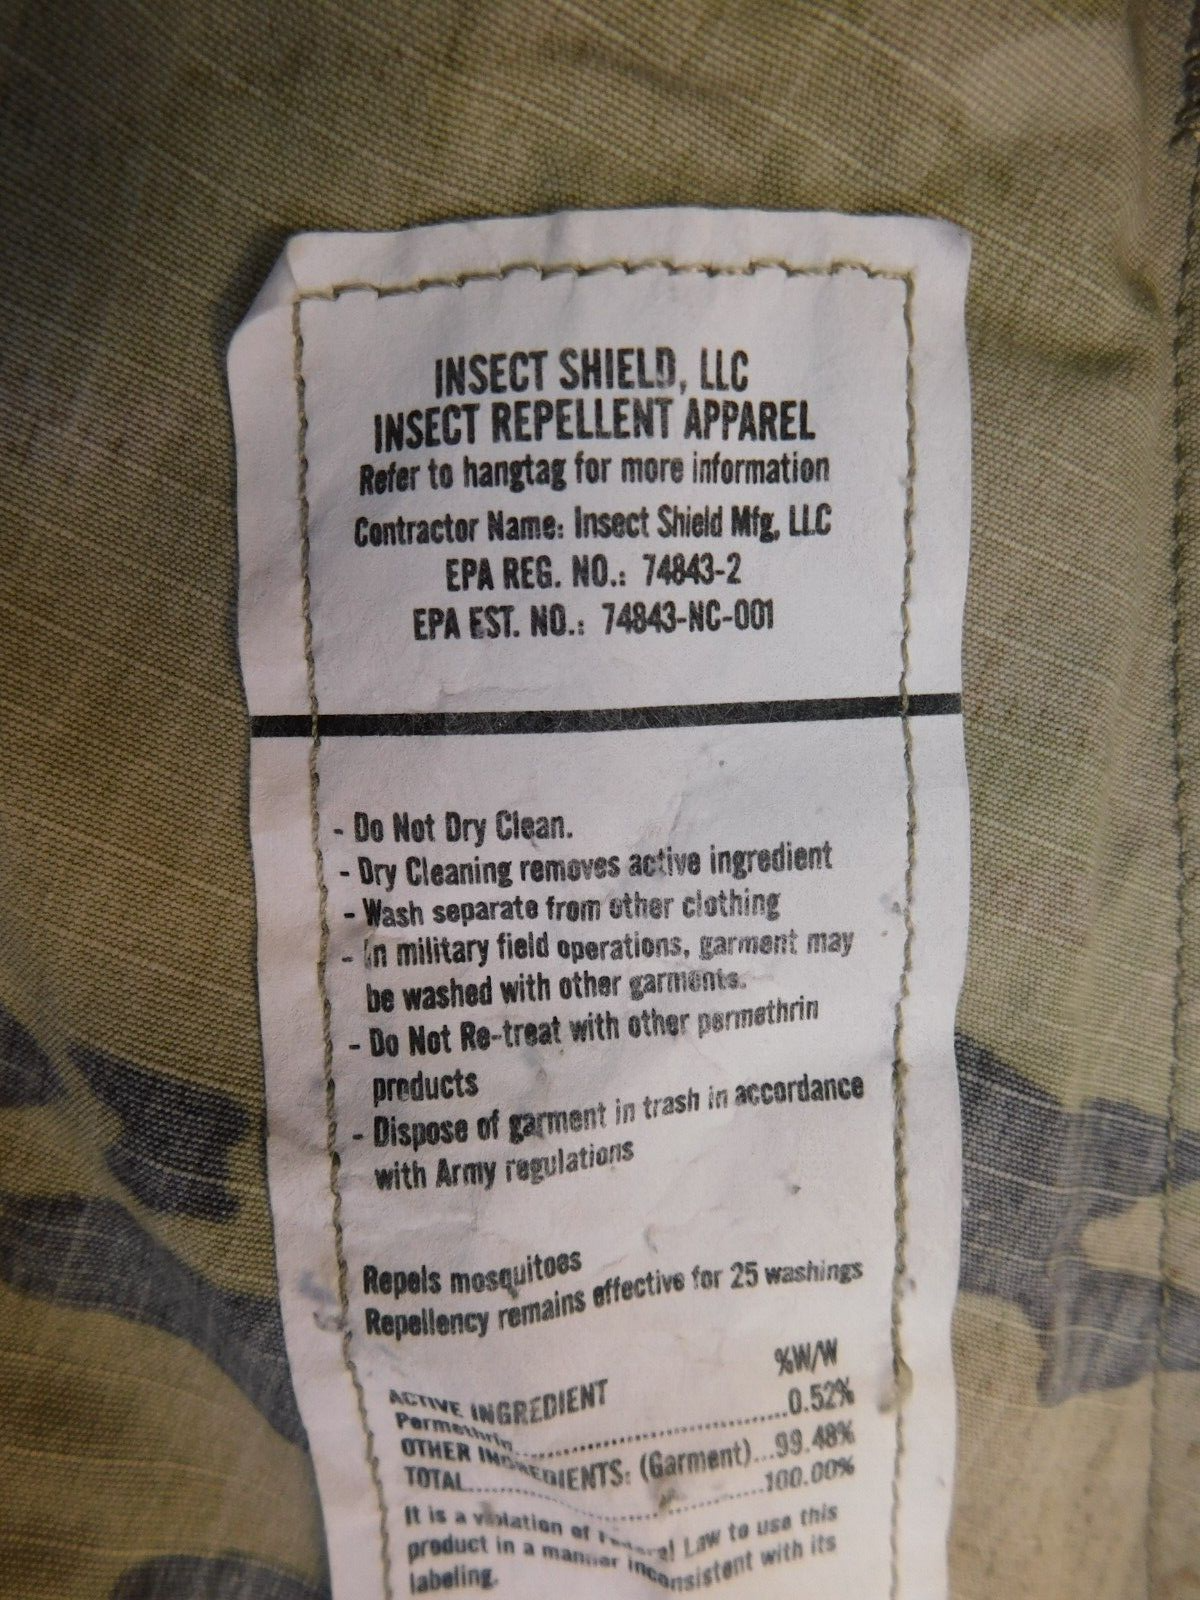 INSECT SHIELD, LLC
INSECT REPELLENT APPAREL
Refer to hangtag for more information
Contractor Name: Insect Shield Mfg, LLC
EPA REG. NO.: 74843-2
EPA EST. NO.: 74843-NC-001
- Do Not Dry Clean.
- Dry Cleaning removes active ingredient
- Wash separate from other clothing
- In military field operations, garment may
be washed with other garments.
- Do Not Re-treat with other permethrin
products
- Dispose of garment in trash in accordance
with Army regulations
Repels mosquitoes
Repellency remains effective for 25 washings
%W/W
ACTIVE INGREDIENT
Permethrin..............................0.52%
OTHER INGREDIENTS: (Garment)...99.48%
TOTAL..............................100.00%
It is a violation of Federal Law to use this
product in a manner inconsistent with its
labeling.